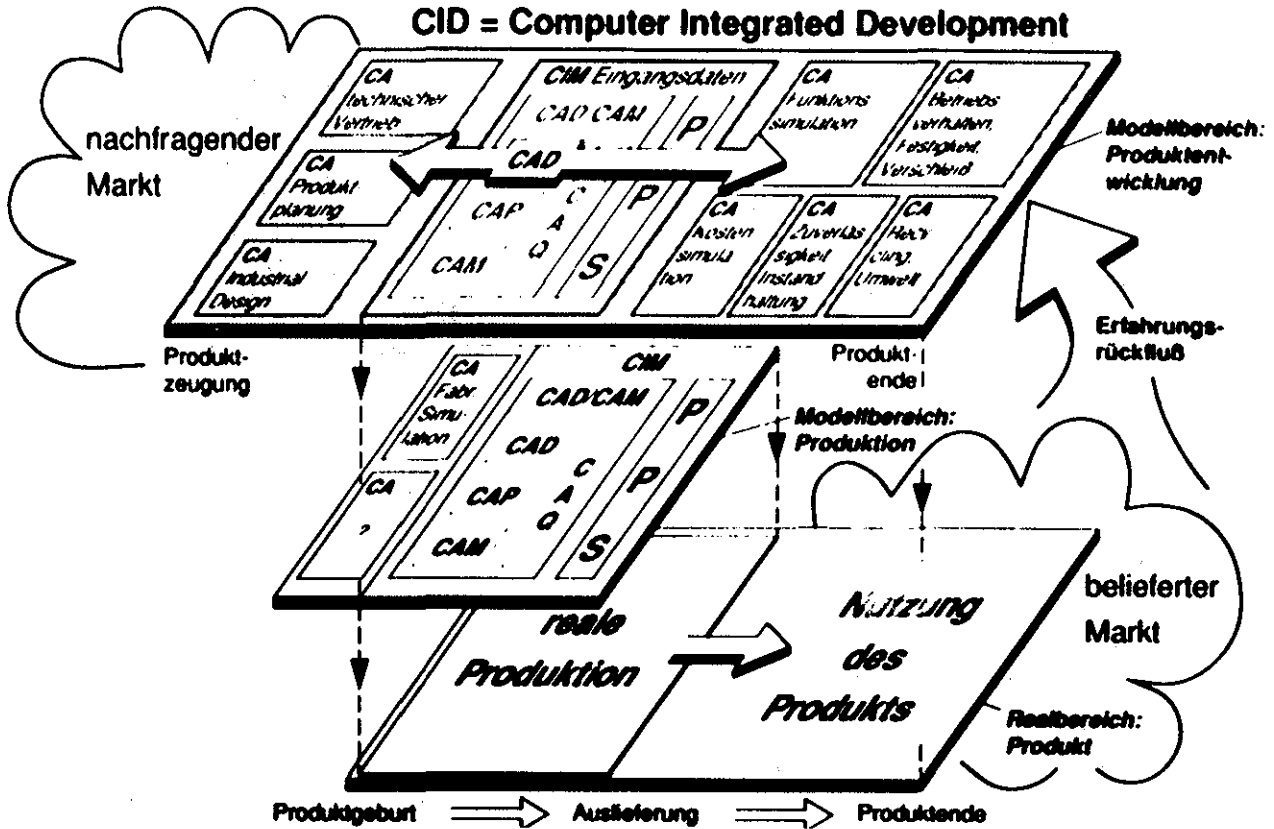 CID = Computer Integrated Development
nachfragender
Markt
CA
technischer
Vertrieb
CA
Produkt
planung
CA
Industrial
Design
CIM Eingangsdaten
CAD CAM
P
CAD
CAP
C
A
Q
P
CAM
S
CA
Funktions
simulation
CA
Betriebs
verhalten,
Festigkeit,
Verschleiß
CA
Kosten
simula
tion
CA
Zuverläs
sigkeit
Instand
haltung
CA
Recy
cling,
Umwelt
Modellbereich:
Produktent-
wicklung
Erfahrungs-
rückfluß
Produkt-
zeugung
Produkt-
ende
CA
Fabr.
Simu-
lation
CA
?
CIM
CAD/CAM
P
CAD
C
A
Q
P
CAP
CAM
S
Modellbereich:
Produktion
reale
Produktion
Nutzung
des
Produkts
belieferter
Markt
Realbereich:
Produkt
Produktgeburt
Auslieferung
Produktende